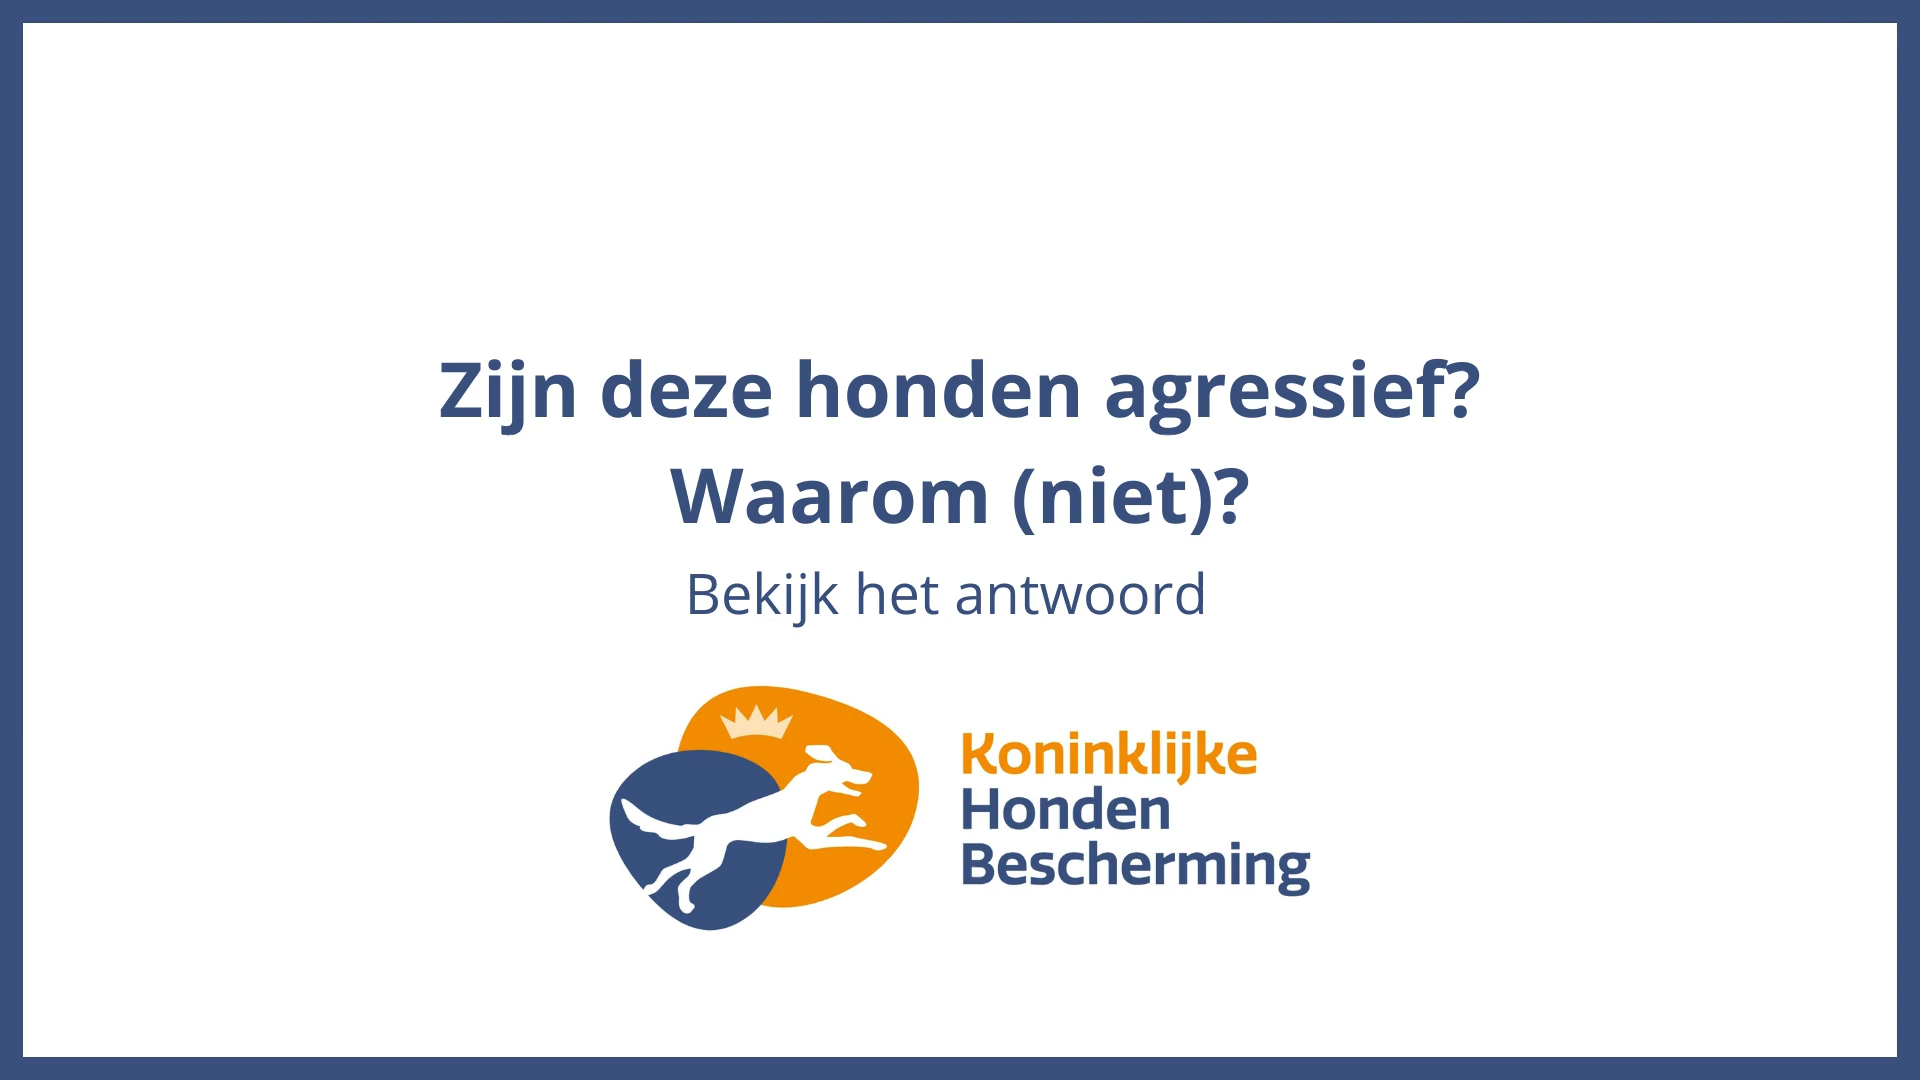 Zijn deze honden agressief?
Waarom (niet)?
Bekijk het antwoord
Koninklijke
Honden
Bescherming